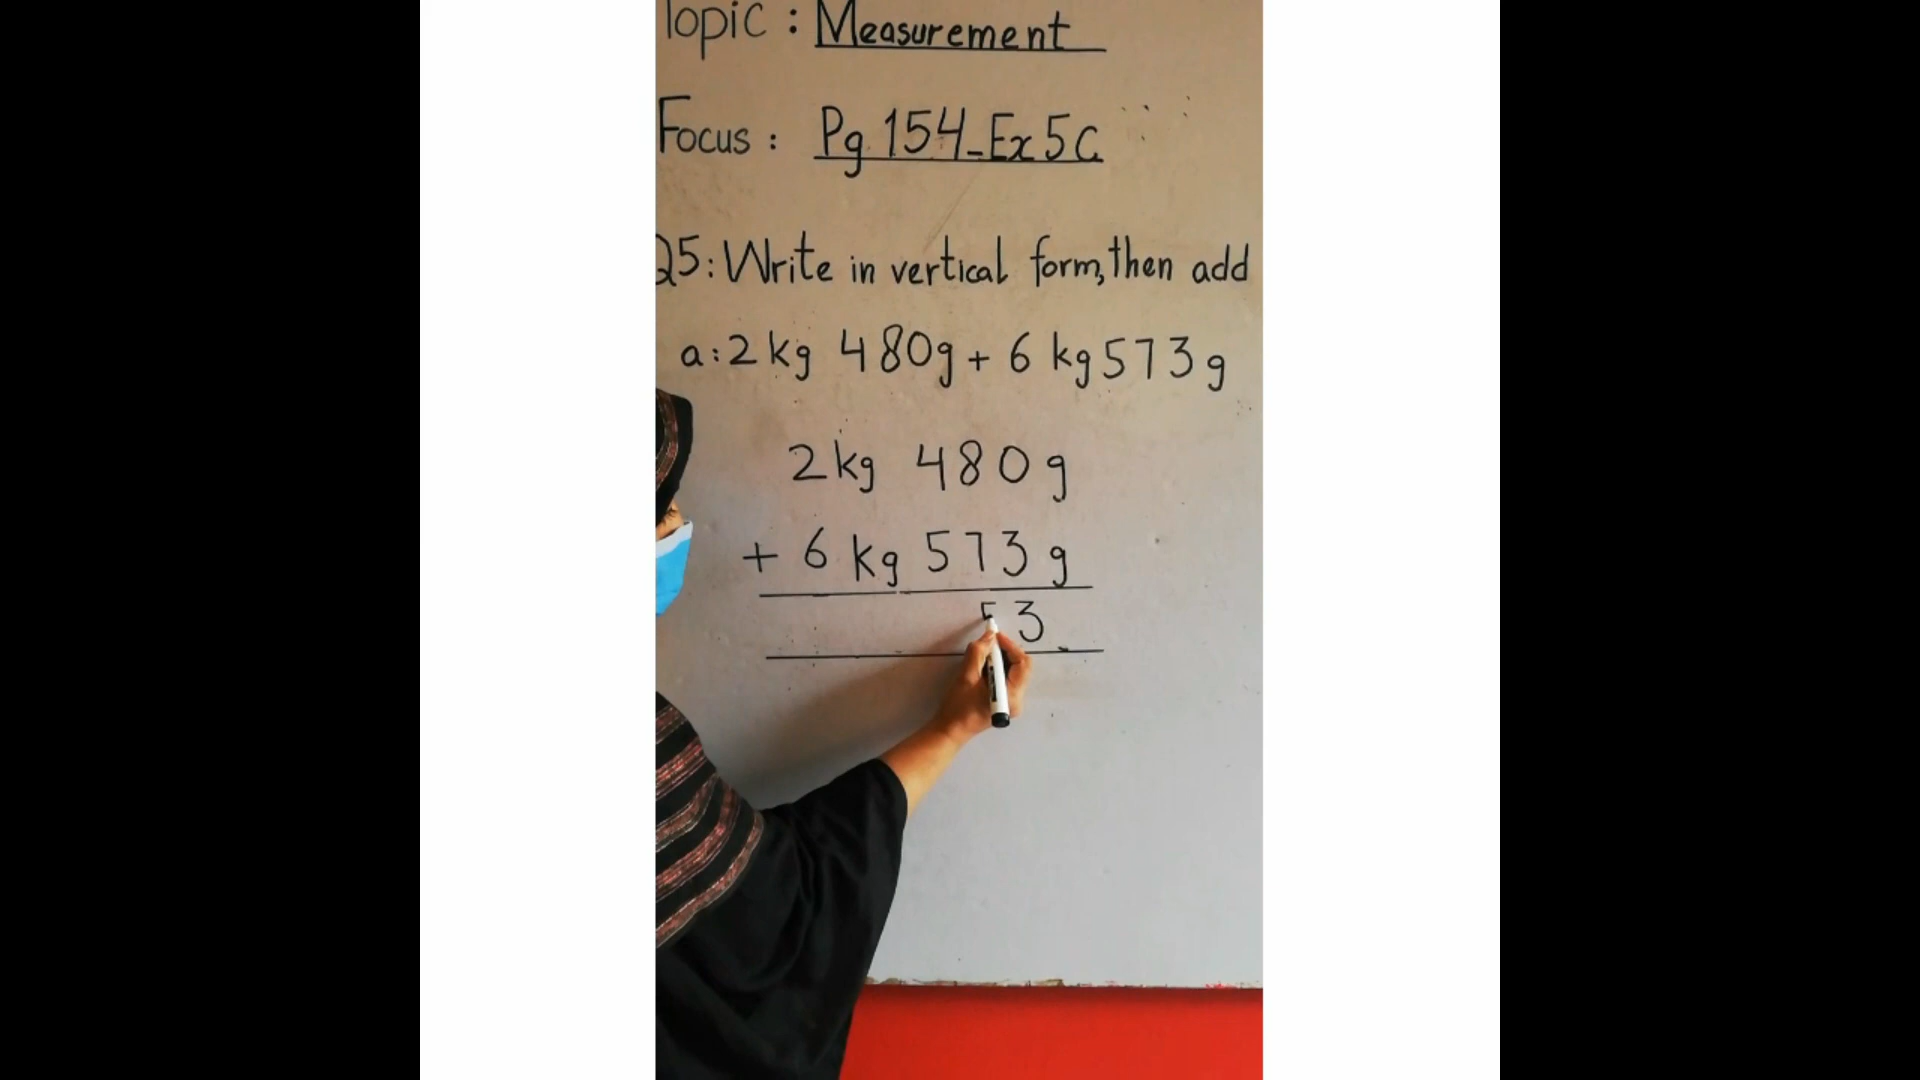 Topic : Measurement
Focus : Pg 154-Ex 5c
Q5: Write in vertical form, then add
a: 2 kg 480g + 6 kg 573 g
2 kg 480 g
+ 6 kg 573 g
53